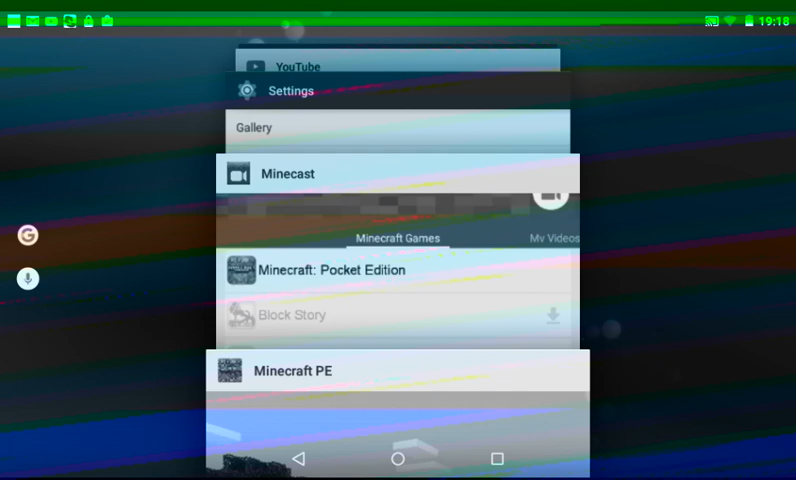 19:18
YouTube
Settings
Gallery
Minecast
Minecraft Games
My Videos
Minecraft: Pocket Edition
Block Story
Minecraft PE